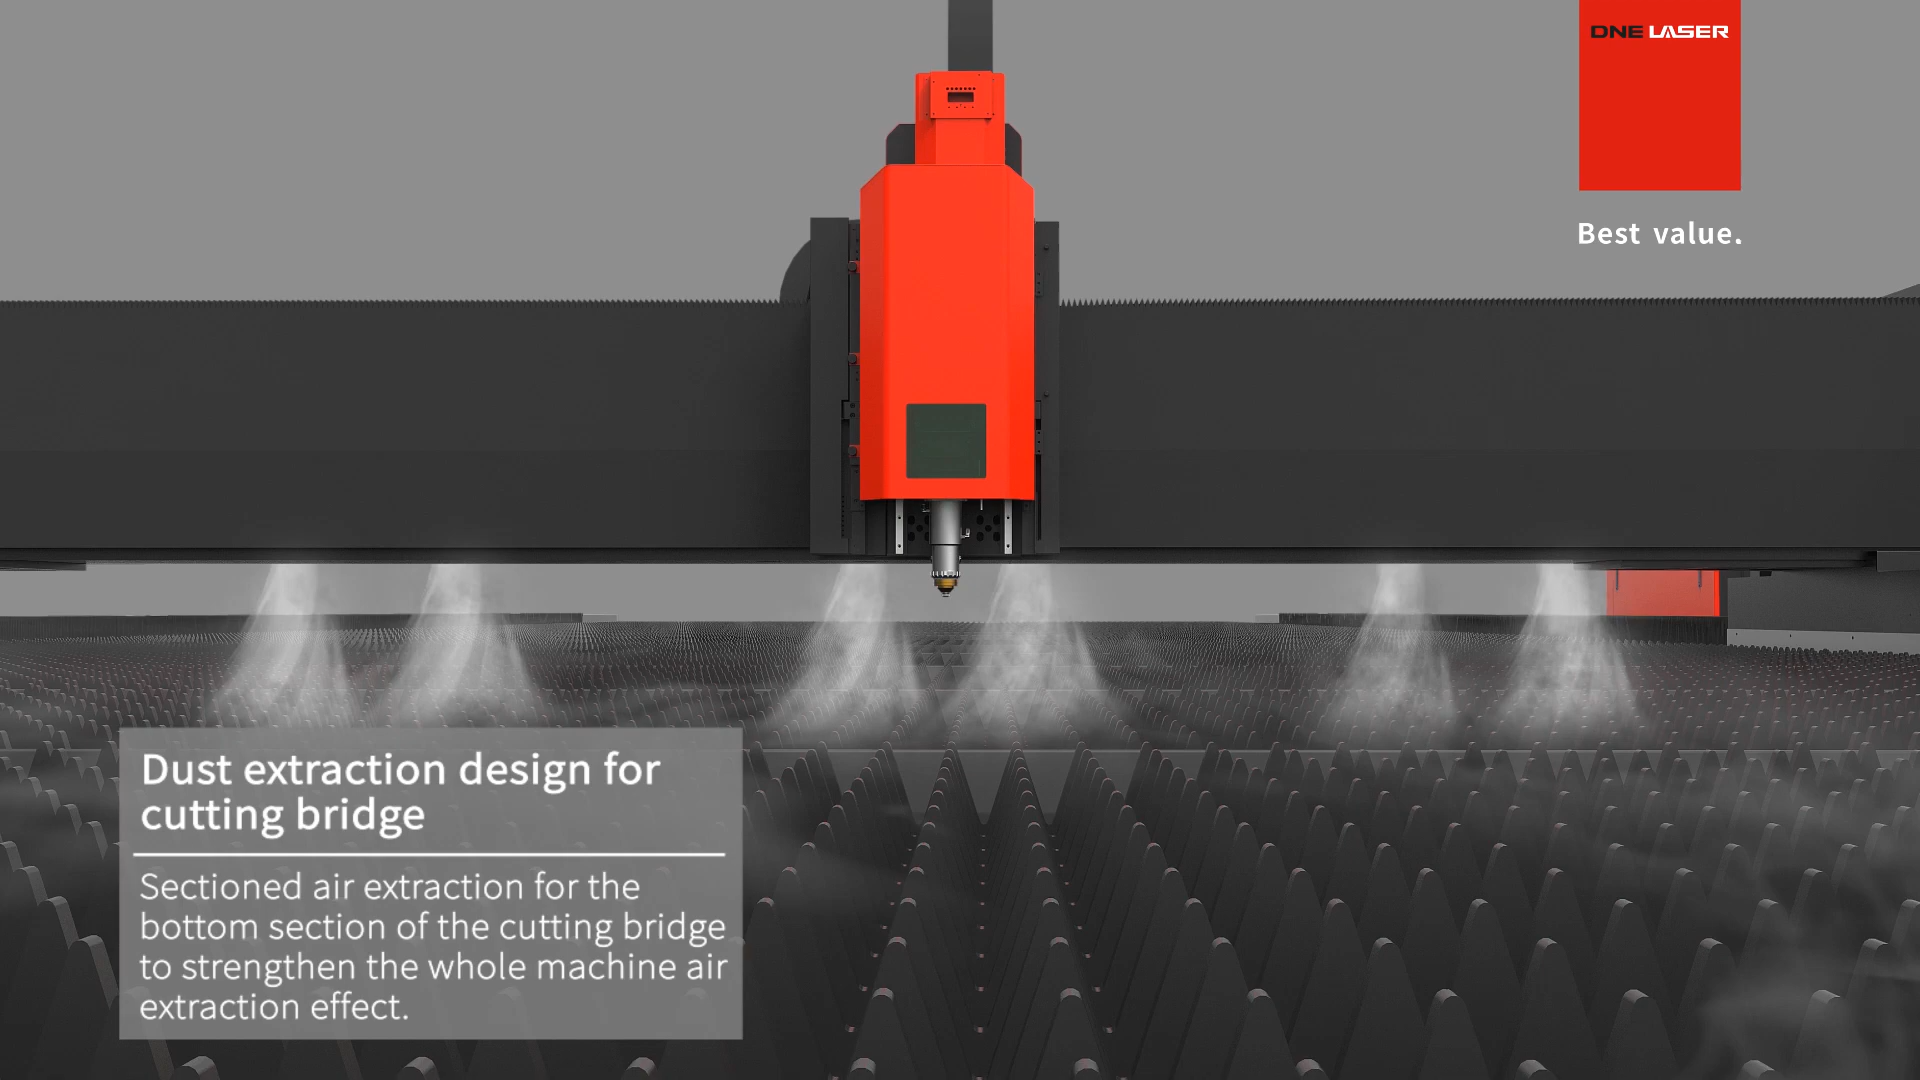 DNE LASER
Best value.
Dust extraction design for
cutting bridge
Sectioned air extraction for the
bottom section of the cutting bridge
to strengthen the whole machine air
extraction effect.